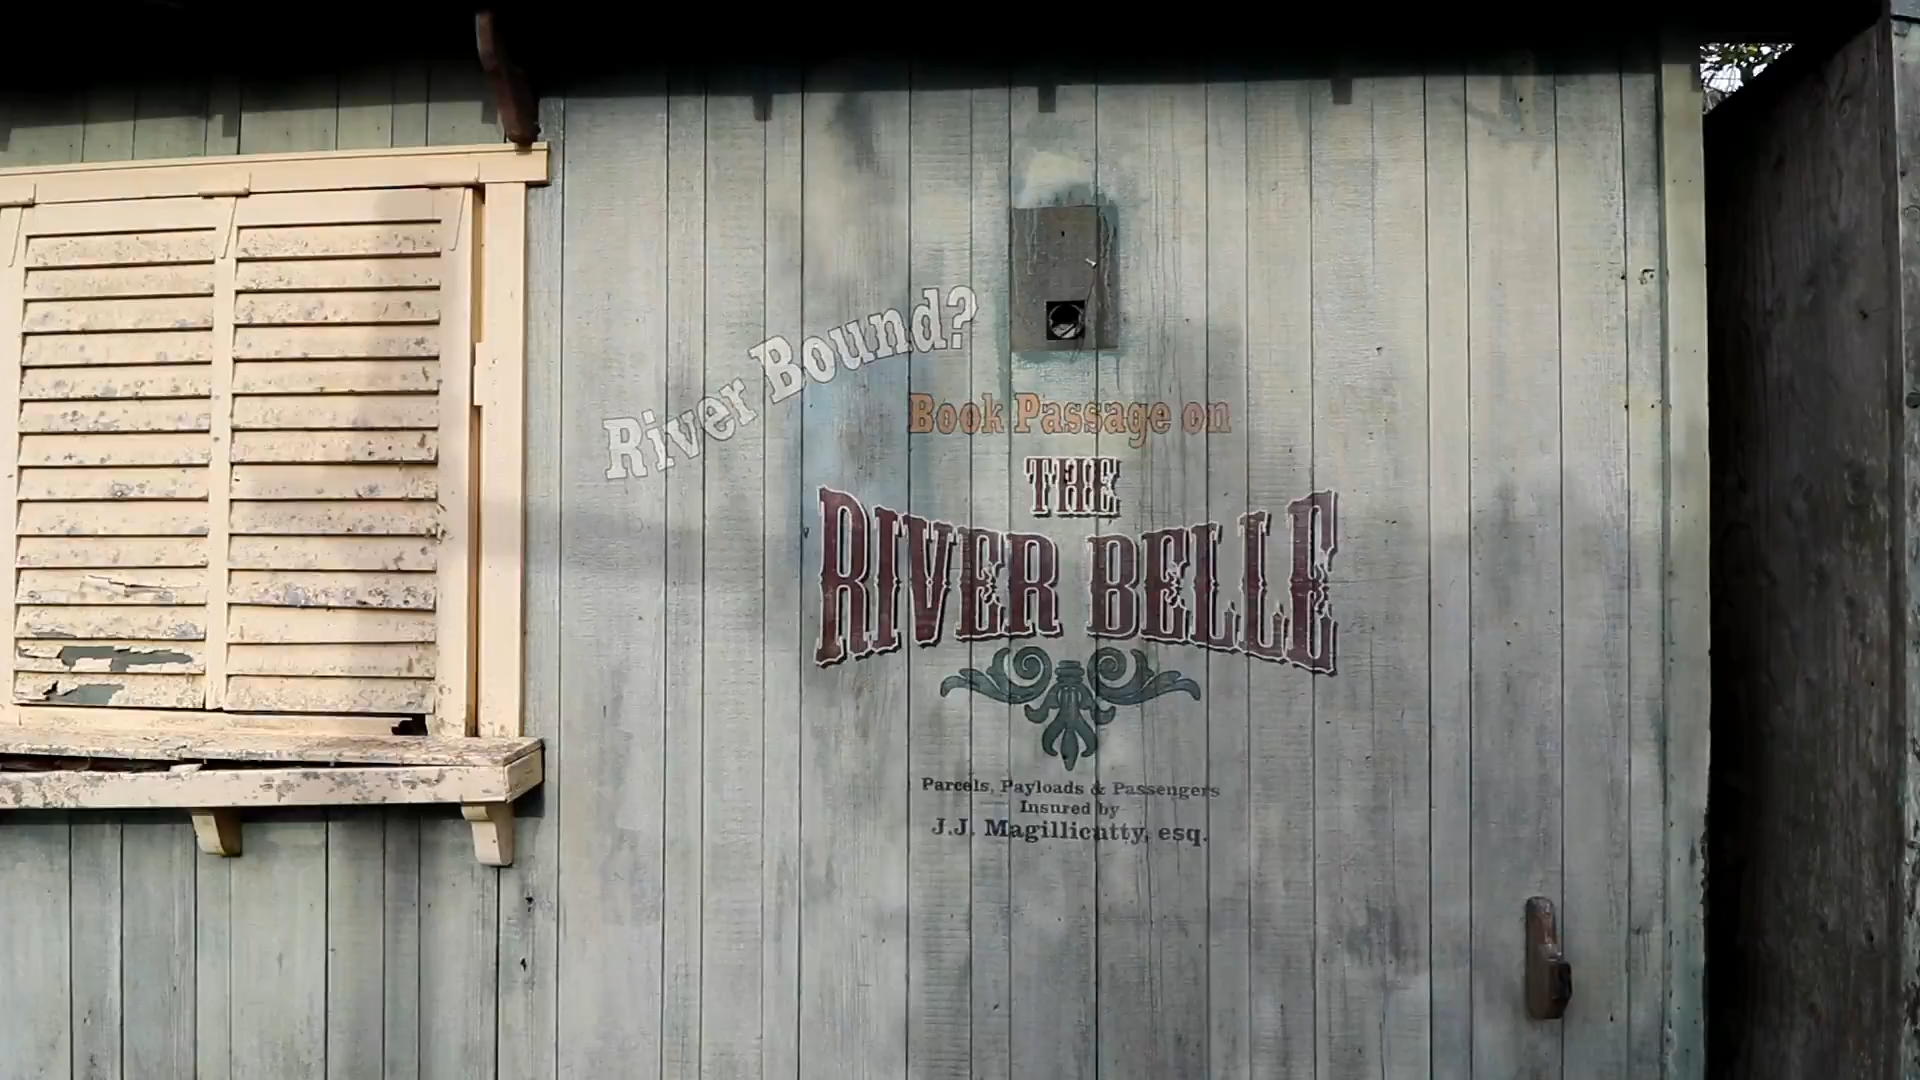 River Bound?
Book Passage on
THE
RIVER BELLE
Parcels, Payloads & Passengers
Insured by
J.J. Magillicutty, esq.